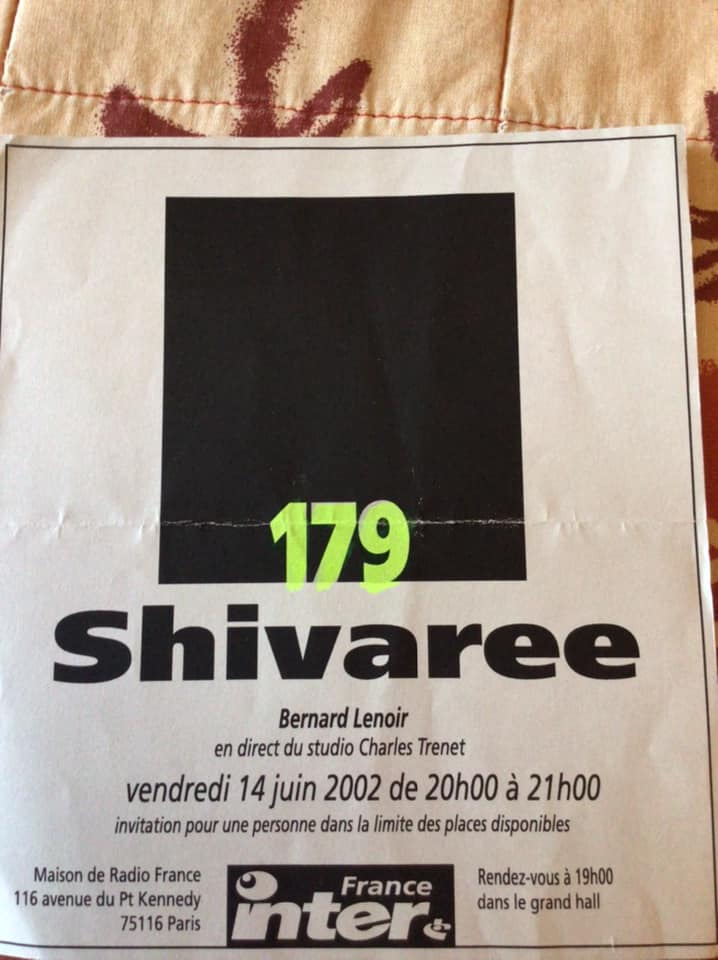 179
Shivaree
Bernard Lenoir
en direct du studio Charles Trenet
vendredi 14 juin 2002 de 20h00 à 21h00
invitation pour une personne dans la limite des places disponibles
Maison de Radio France
116 avenue du Pt Kennedy
75116 Paris
France
inter
Rendez-vous à 19h00
dans le grand hall